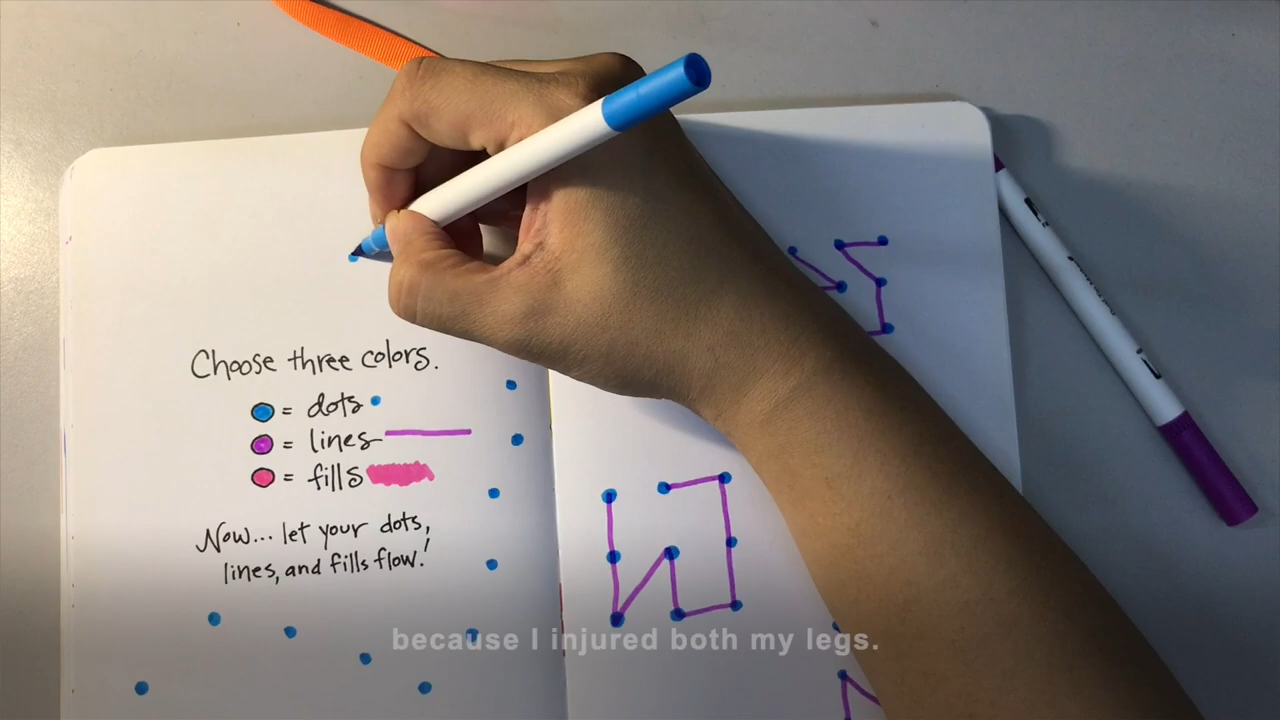 Choose three colors.
= dots
= lines
= fills
Now... let your dots,
lines, and fills flow!
because I injured both my legs.